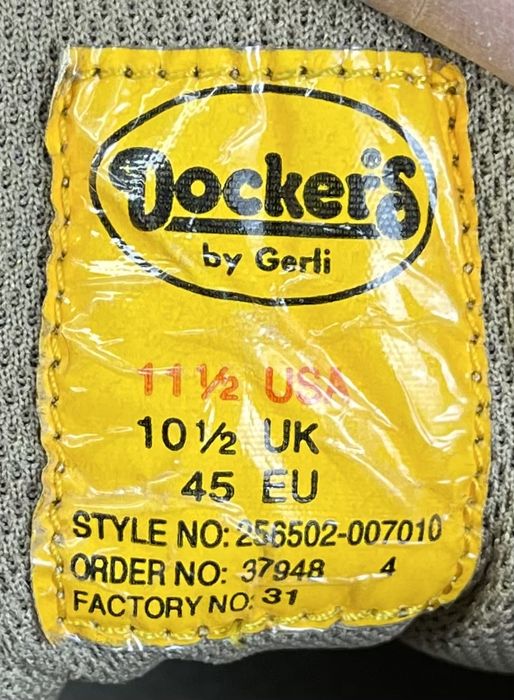 Dockers
by Gerli
11 ½ USA
10 ½ UK
45 EU
STYLE NO: 256502-007010
ORDER NO: 37948 4
FACTORY NO: 31